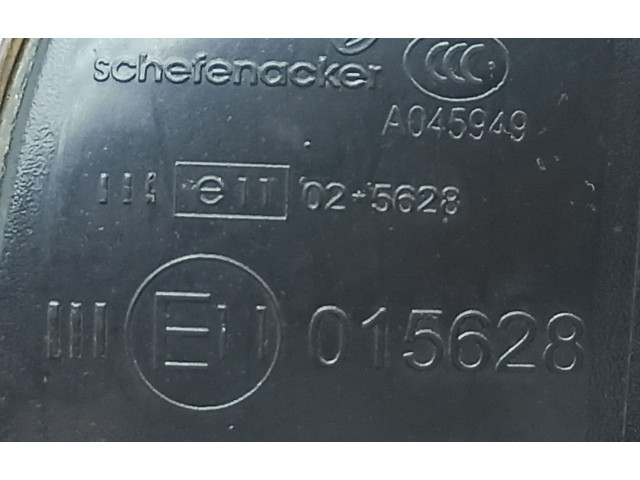 schefenacker CCC
A045949
III e11 02-5628
III E11 015628